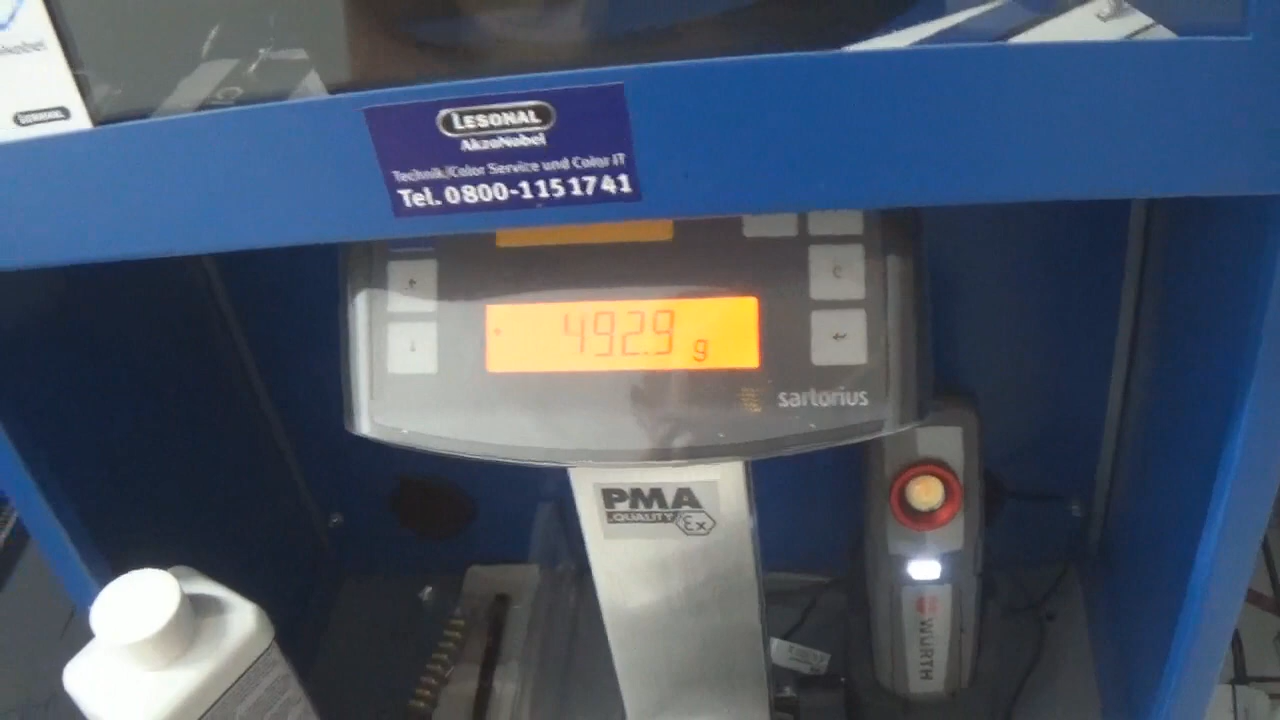 LESONAL
AkzoNobel
Technik/Color Service und Color IT
Tel. 0800-1151741
C
492.9 g
sartorius
PMA
QUALITY Ex
WÜRTH